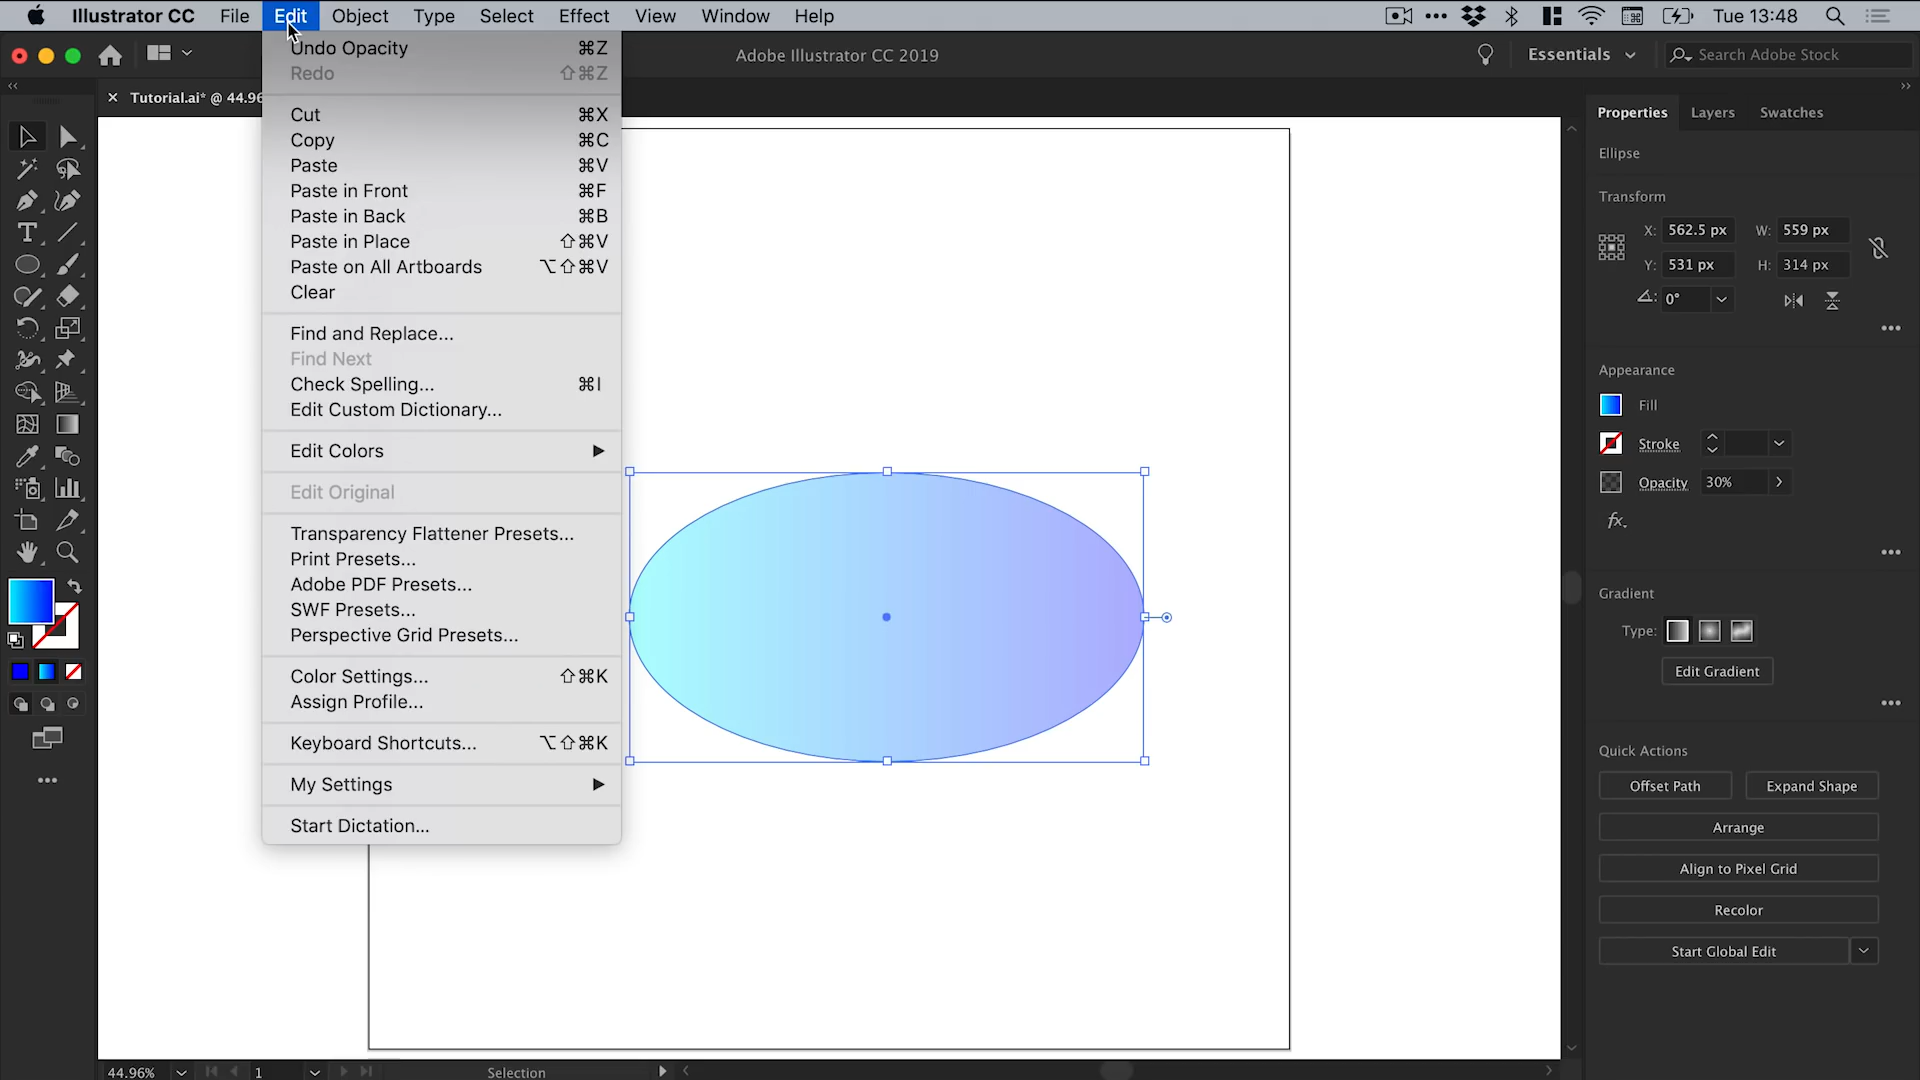 Illustrator CC File Edit Object Type Select Effect View Window Help Tue 13:48
Adobe Illustrator CC 2019 Essentials Search Adobe Stock
Tutorial.ai* @ 44.96
Undo Opacity ⌘Z
Redo ⇧⌘Z
Cut ⌘X
Copy ⌘C
Paste ⌘V
Paste in Front ⌘F
Paste in Back ⌘B
Paste in Place ⇧⌘V
Paste on All Artboards ⌥⇧⌘V
Clear
Find and Replace...
Find Next
Check Spelling... ⌘I
Edit Custom Dictionary...
Edit Colors
Edit Original
Transparency Flattener Presets...
Print Presets...
Adobe PDF Presets...
SWF Presets...
Perspective Grid Presets...
Color Settings... ⇧⌘K
Assign Profile...
Keyboard Shortcuts... ⌥⇧⌘K
My Settings
Start Dictation...
Properties Layers Swatches
Ellipse
Transform
X: 562.5 px W: 559 px
Y: 531 px H: 314 px
0°
Appearance
Fill
Stroke
Opacity 30%
fx.
Gradient
Type:
Edit Gradient
Quick Actions
Offset Path Expand Shape
Arrange
Align to Pixel Grid
Recolor
Start Global Edit
44.96% 1 Selection